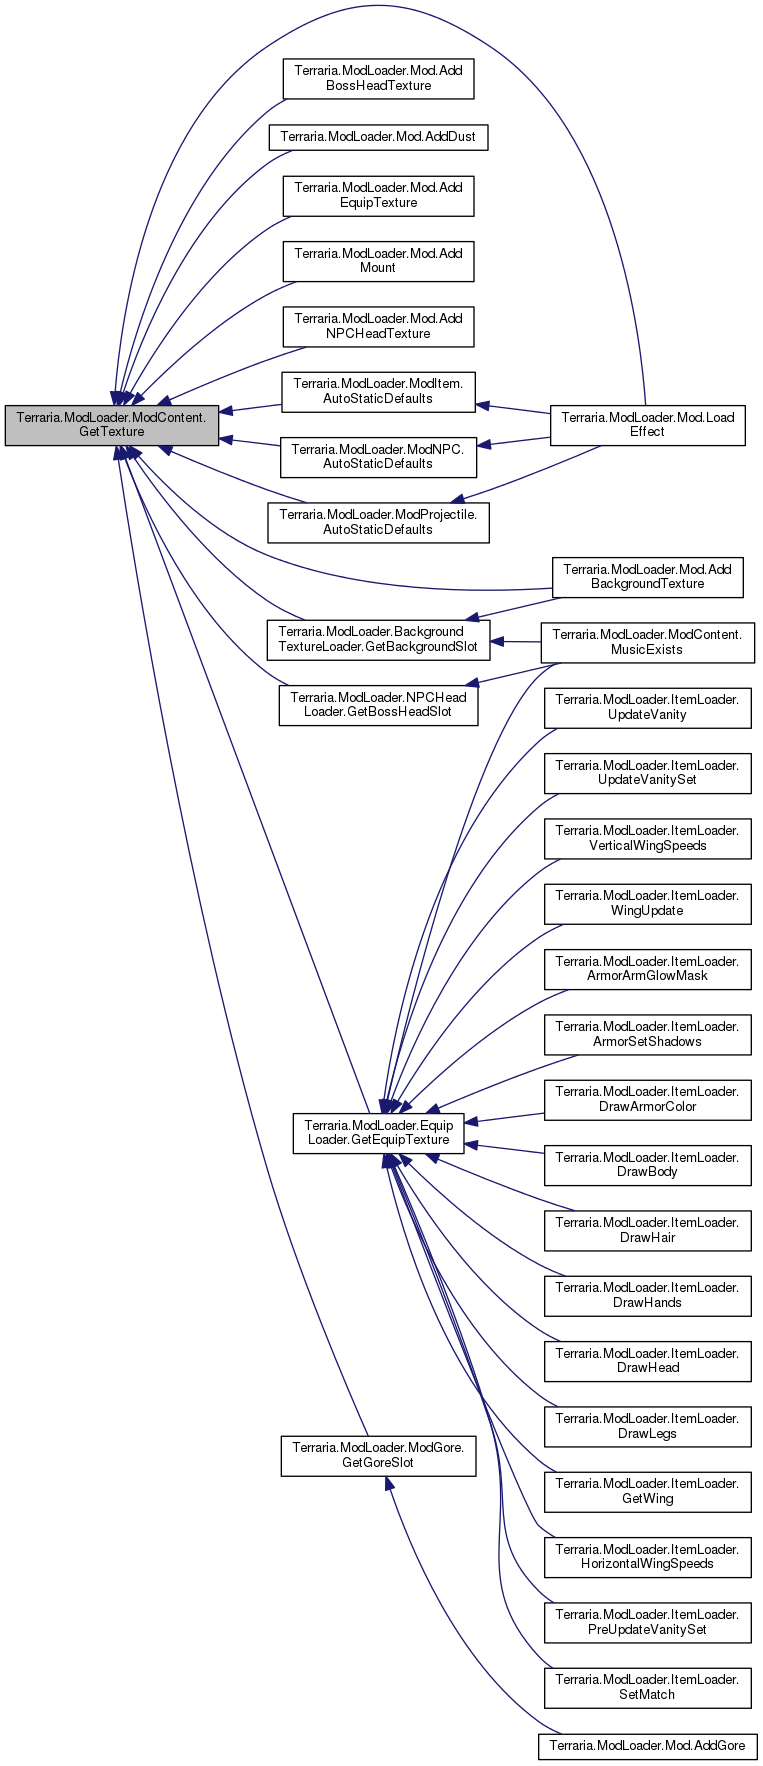 Terraria.ModLoader.Mod.Add
BossHeadTexture
Terraria.ModLoader.Mod.AddDust
Terraria.ModLoader.Mod.Add
EquipTexture
Terraria.ModLoader.Mod.Add
Mount
Terraria.ModLoader.Mod.Add
NPCHeadTexture
Terraria.ModLoader.ModItem.
AutoStaticDefaults
Terraria.ModLoader.ModContent.
GetTexture
Terraria.ModLoader.Mod.Load
Effect
Terraria.ModLoader.ModNPC.
AutoStaticDefaults
Terraria.ModLoader.ModProjectile.
AutoStaticDefaults
Terraria.ModLoader.Mod.Add
BackgroundTexture
Terraria.ModLoader.Background
TextureLoader.GetBackgroundSlot
Terraria.ModLoader.ModContent.
MusicExists
Terraria.ModLoader.NPCHead
Loader.GetBossHeadSlot
Terraria.ModLoader.ItemLoader.
UpdateVanity
Terraria.ModLoader.ItemLoader.
UpdateVanitySet
Terraria.ModLoader.ItemLoader.
VerticalWingSpeeds
Terraria.ModLoader.ItemLoader.
WingUpdate
Terraria.ModLoader.ItemLoader.
ArmorArmGlowMask
Terraria.ModLoader.ItemLoader.
ArmorSetShadows
Terraria.ModLoader.ItemLoader.
DrawArmorColor
Terraria.ModLoader.Equip
Loader.GetEquipTexture
Terraria.ModLoader.ItemLoader.
DrawBody
Terraria.ModLoader.ItemLoader.
DrawHair
Terraria.ModLoader.ItemLoader.
DrawHands
Terraria.ModLoader.ItemLoader.
DrawHead
Terraria.ModLoader.ItemLoader.
DrawLegs
Terraria.ModLoader.ModGore.
GetGoreSlot
Terraria.ModLoader.ItemLoader.
GetWing
Terraria.ModLoader.ItemLoader.
HorizontalWingSpeeds
Terraria.ModLoader.ItemLoader.
PreUpdateVanitySet
Terraria.ModLoader.ItemLoader.
SetMatch
Terraria.ModLoader.Mod.AddGore